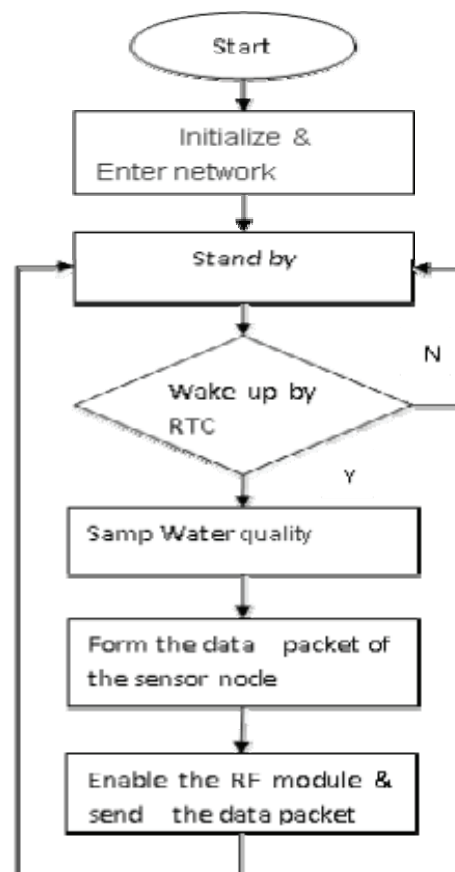 Start
Initialize &
Enter network
Stand by
N
Wake up by
RTC
Y
Samp Water quality
Form the data packet of
the sensor node
Enable the RF module &
send the data packet